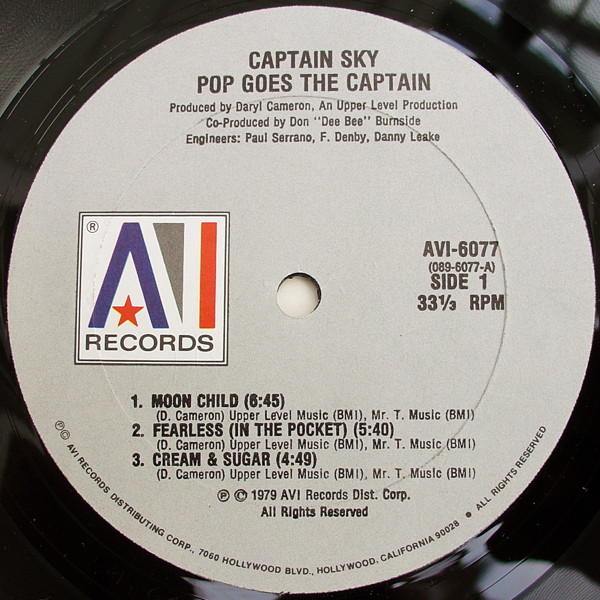 CAPTAIN SKY
POP GOES THE CAPTAIN
Produced by Daryl Cameron, An Upper Level Production
Co-Produced by Don "Dee Bee" Burnside
Engineers: Paul Serrano, F. Denby, Danny Leake
®
AVI
RECORDS
AVI-6077
(089-6077-A)
SIDE 1
33⅓ RPM
1. MOON CHILD (6:45)
(D. Cameron) Upper Level Music (BMI), Mr. T. Music (BMI)
2. FEARLESS (IN THE POCKET) (5:40)
(D. Cameron) Upper Level Music (BMI), Mr. T. Music (BMI)
3. CREAM & SUGAR (4:49)
(D. Cameron) Upper Level Music (BMI), Mr. T. Music (BMI)
℗ © 1979 AVI Records Dist. Corp.
All Rights Reserved
℗ © AVI RECORDS DISTRIBUTING CORP., 7060 HOLLYWOOD BLVD., HOLLYWOOD, CALIFORNIA 90028 • ALL RIGHTS RESERVED